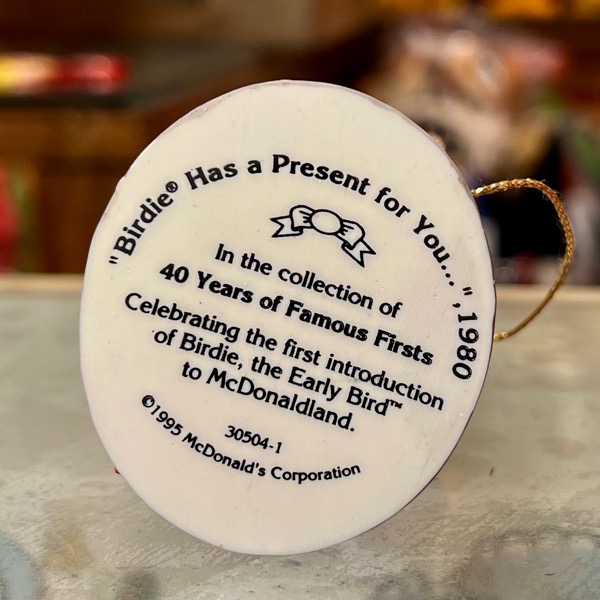 "Birdie® Has a Present for You...", 1980
In the collection of
40 Years of Famous Firsts
Celebrating the first introduction
of Birdie, the Early Bird™
to McDonaldland.
30504-1
©1995 McDonald's Corporation